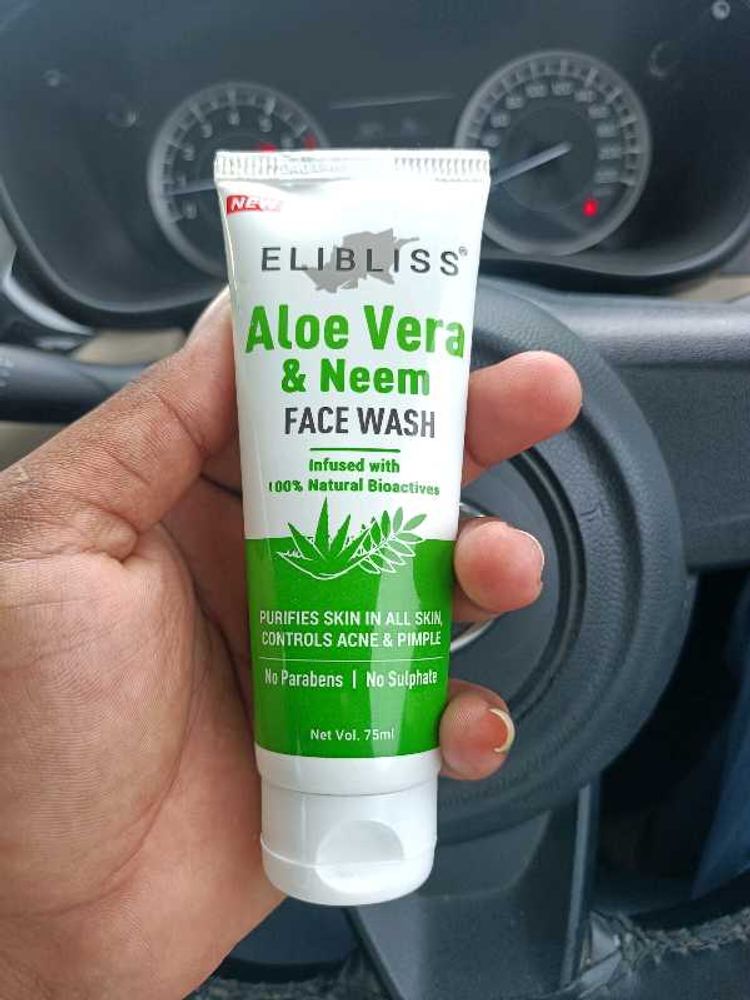 NEW
ELIBLISS®
Aloe Vera
& Neem
FACE WASH
Infused with
100% Natural Bioactives
PURIFIES SKIN IN ALL SKIN,
CONTROLS ACNE & PIMPLE
No Parabens | No Sulphate
Net Vol. 75ml